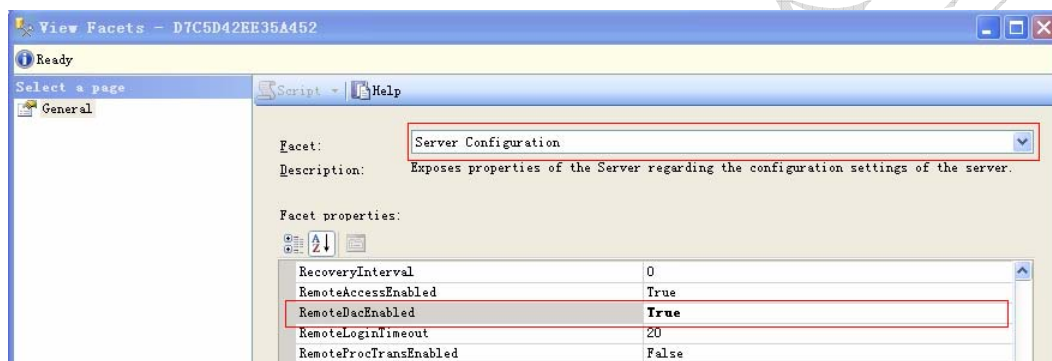 View Facets - D7C5D42EE35A452
Ready
Select a page
General
Script
Help
Facet:
Server Configuration
Description:
Exposes properties of the Server regarding the configuration settings of the server.
Facet properties:
RecoveryInterval 0
RemoteAccessEnabled True
RemoteDacEnabled True
RemoteLoginTimeout 20
RemoteProcTransEnabled False